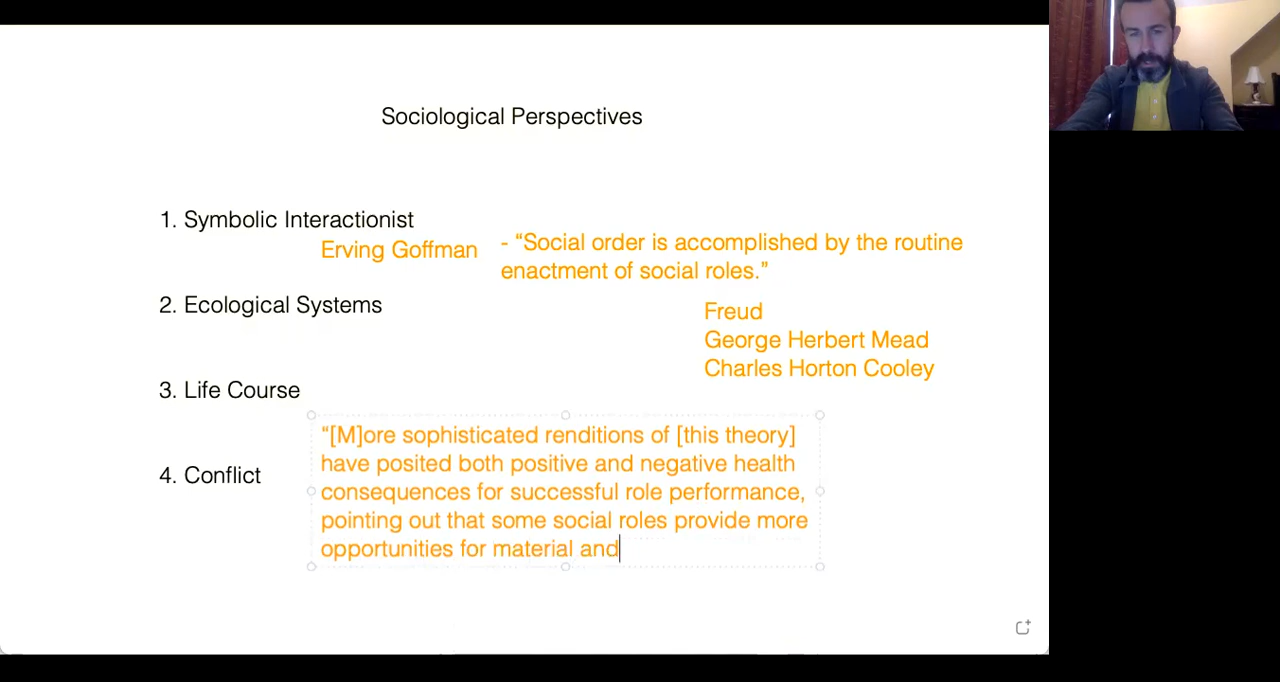 Sociological Perspectives
1. Symbolic Interactionist
Erving Goffman
- “Social order is accomplished by the routine
enactment of social roles.”
2. Ecological Systems
Freud
George Herbert Mead
Charles Horton Cooley
3. Life Course
“[M]ore sophisticated renditions of [this theory]
have posited both positive and negative health
consequences for successful role performance,
pointing out that some social roles provide more
opportunities for material and
4. Conflict